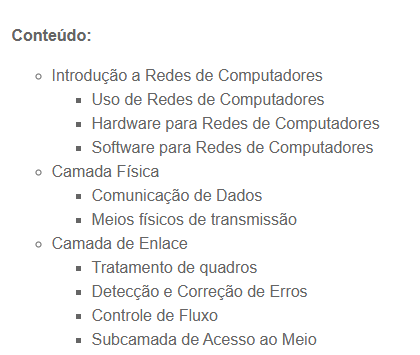 Conteúdo:
Introdução a Redes de Computadores
Uso de Redes de Computadores
Hardware para Redes de Computadores
Software para Redes de Computadores
Camada Física
Comunicação de Dados
Meios físicos de transmissão
Camada de Enlace
Tratamento de quadros
Detecção e Correção de Erros
Controle de Fluxo
Subcamada de Acesso ao Meio